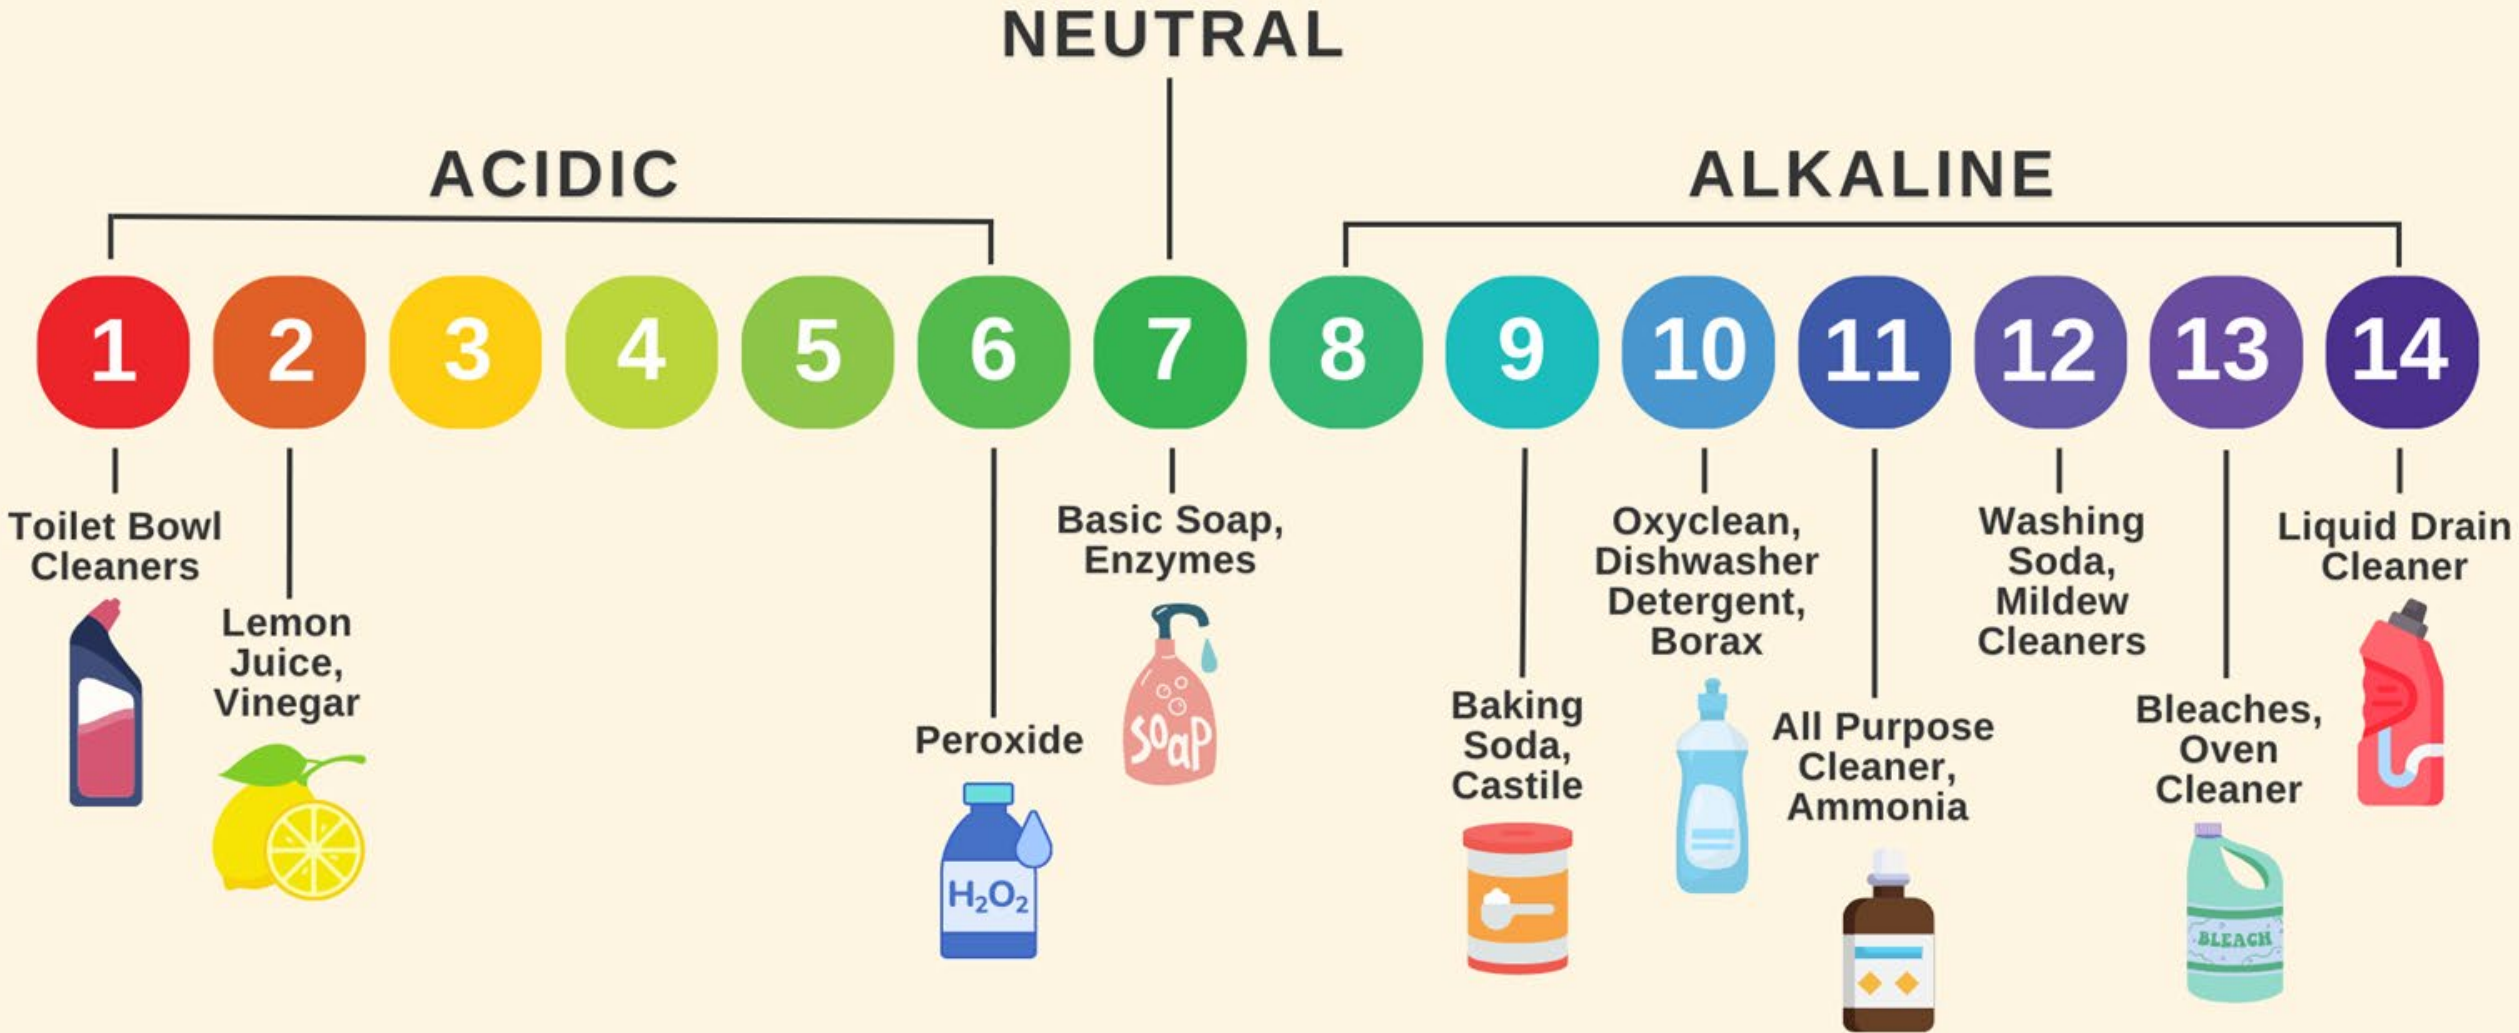 NEUTRAL
ACIDIC
ALKALINE
1 2 3 4 5 6 7 8 9 10 11 12 13 14
Toilet Bowl
Cleaners
Lemon
Juice,
Vinegar
Peroxide
H₂O₂
Basic Soap,
Enzymes
SOAP
Baking
Soda,
Castile
Oxyclean,
Dishwasher
Detergent,
Borax
All Purpose
Cleaner,
Ammonia
Washing
Soda,
Mildew
Cleaners
Bleaches,
Oven
Cleaner
BLEACH
Liquid Drain
Cleaner